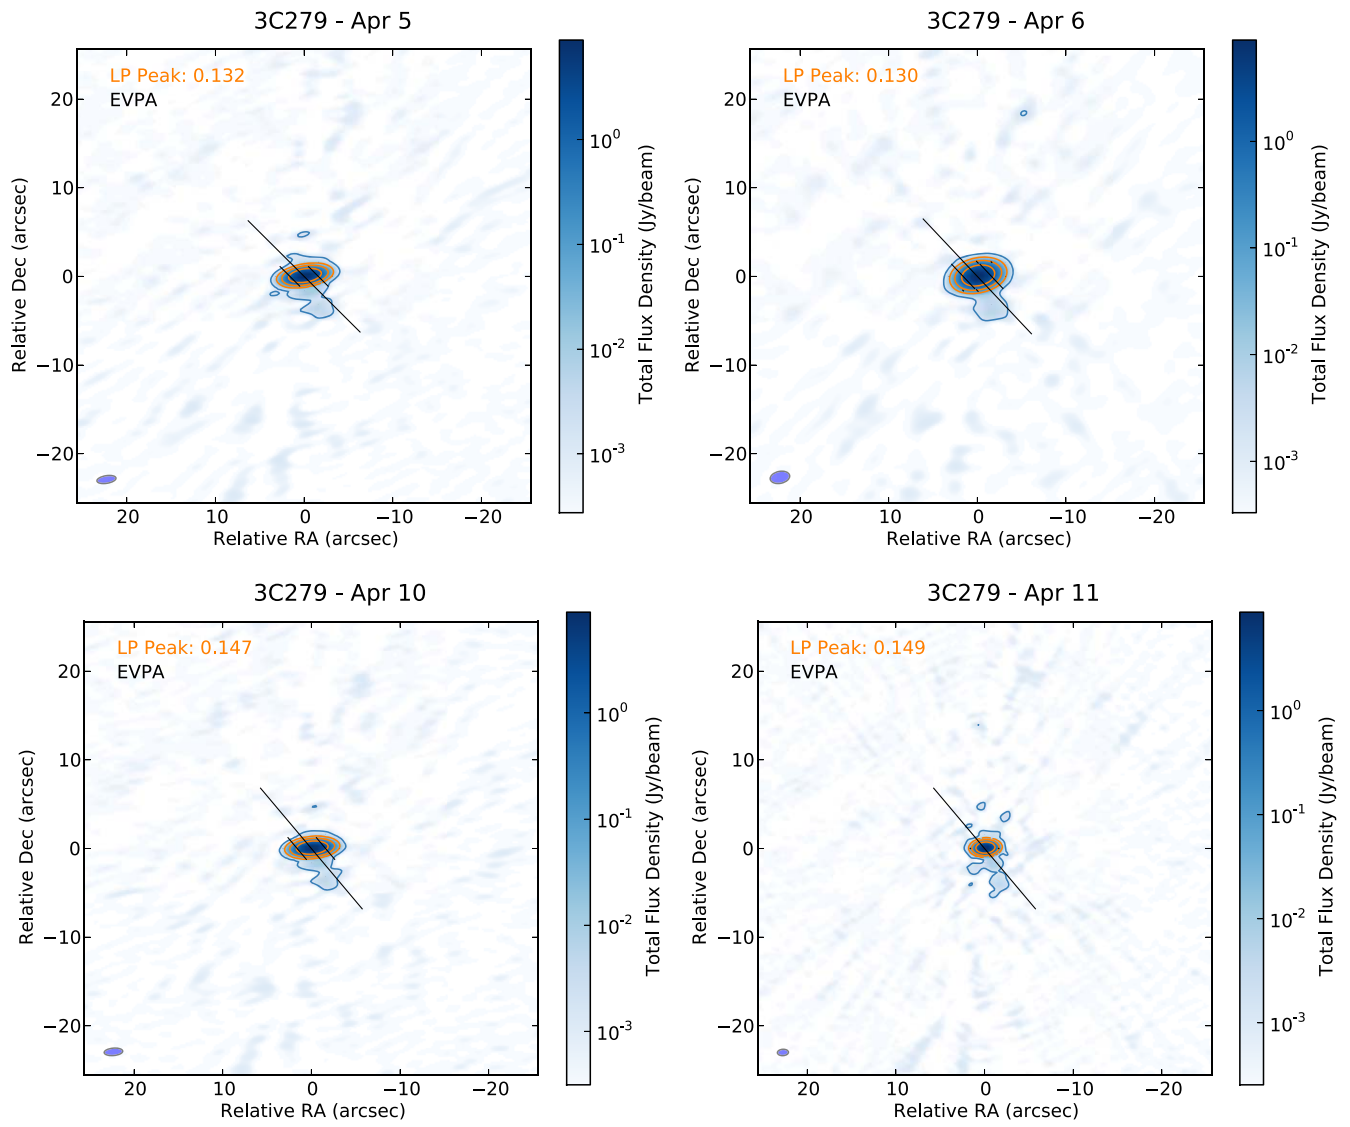 3C279 - Apr 5
LP Peak: 0.132
EVPA
20
10
0
−10
−20
Relative Dec (arcsec)
20 10 0 −10 −20
Relative RA (arcsec)
10^0
10^-1
10^-2
10^-3
Total Flux Density (Jy/beam)
3C279 - Apr 6
LP Peak: 0.130
EVPA
20
10
0
−10
−20
Relative Dec (arcsec)
20 10 0 −10 −20
Relative RA (arcsec)
10^0
10^-1
10^-2
10^-3
Total Flux Density (Jy/beam)
3C279 - Apr 10
LP Peak: 0.147
EVPA
20
10
0
−10
−20
Relative Dec (arcsec)
20 10 0 −10 −20
Relative RA (arcsec)
10^0
10^-1
10^-2
10^-3
Total Flux Density (Jy/beam)
3C279 - Apr 11
LP Peak: 0.149
EVPA
20
10
0
−10
−20
Relative Dec (arcsec)
20 10 0 −10 −20
Relative RA (arcsec)
10^0
10^-1
10^-2
10^-3
Total Flux Density (Jy/beam)